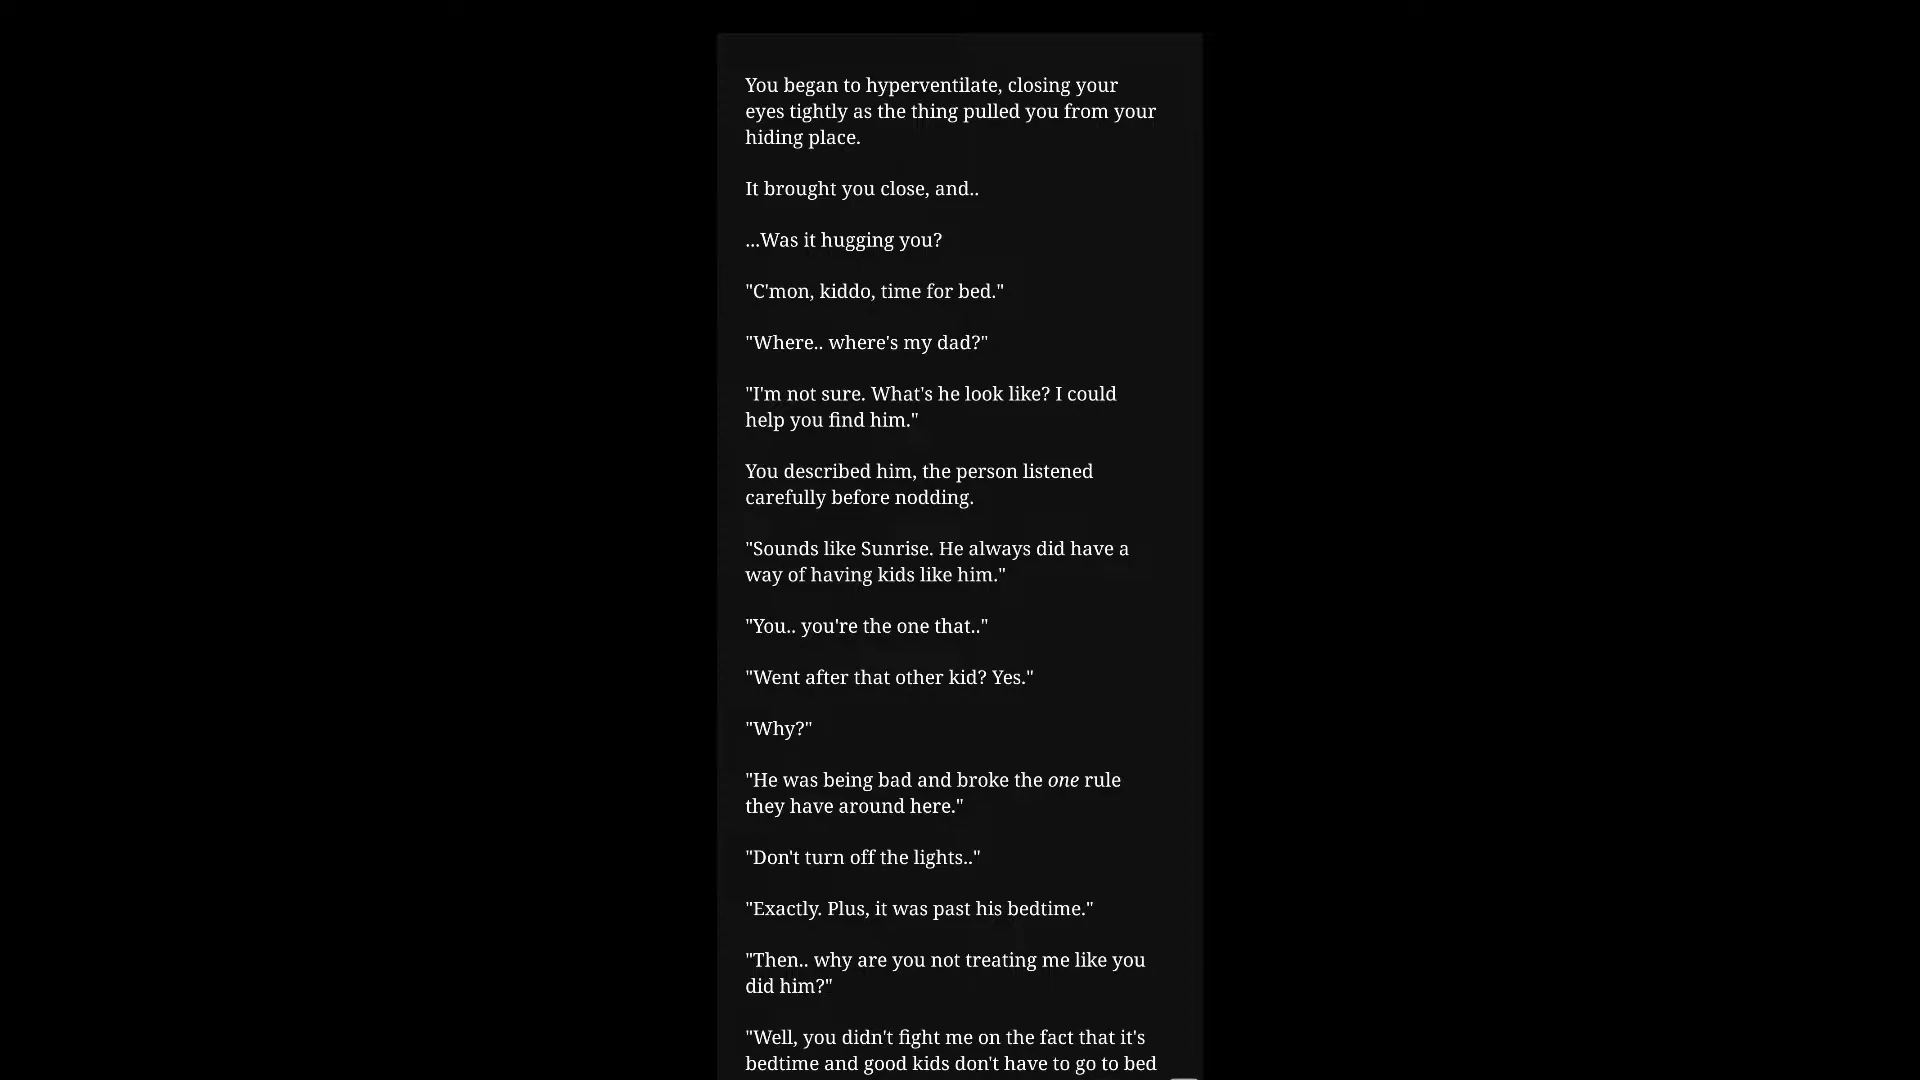 You began to hyperventilate, closing your
eyes tightly as the thing pulled you from your
hiding place.
It brought you close, and..
...Was it hugging you?
"C'mon, kiddo, time for bed."
"Where.. where's my dad?"
"I'm not sure. What's he look like? I could
help you find him."
You described him, the person listened
carefully before nodding.
"Sounds like Sunrise. He always did have a
way of having kids like him."
"You.. you're the one that.."
"Went after that other kid? Yes."
"Why?"
"He was being bad and broke the one rule
they have around here."
"Don't turn off the lights.."
"Exactly. Plus, it was past his bedtime."
"Then.. why are you not treating me like you
did him?"
"Well, you didn't fight me on the fact that it's
bedtime and good kids don't have to go to bed